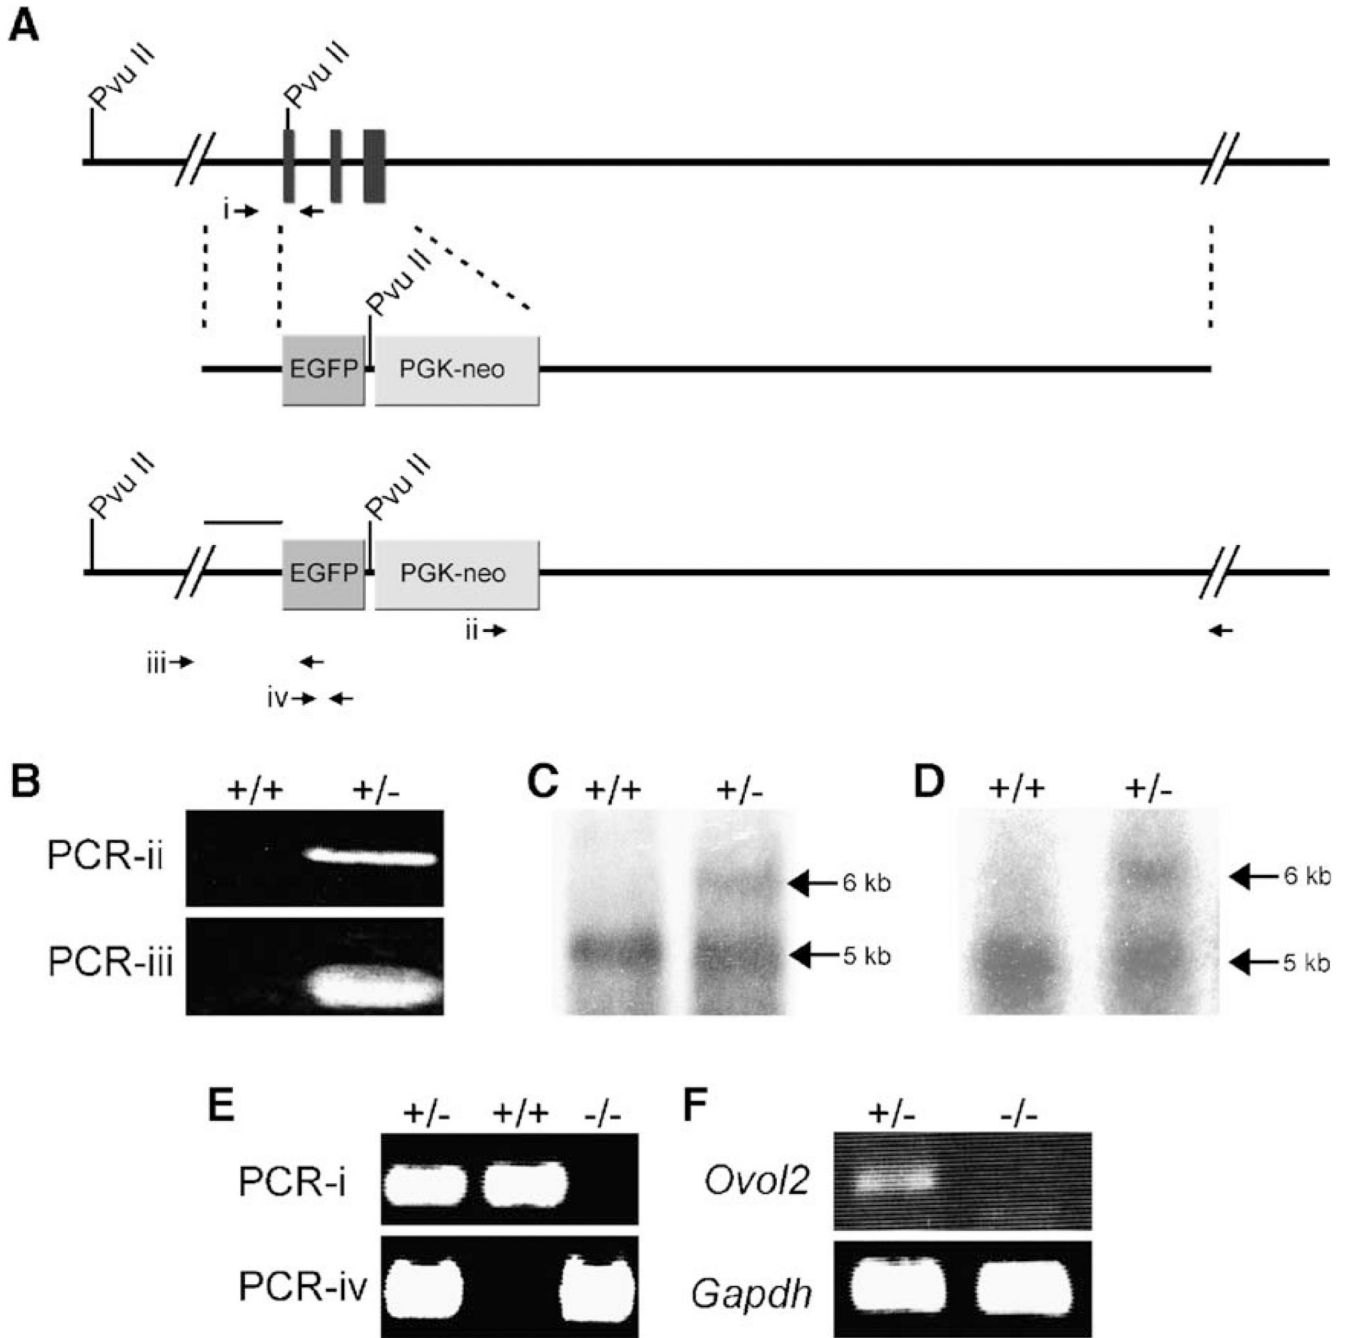 A
Pvu II
Pvu II
i
Pvu II
EGFP
PGK-neo
Pvu II
Pvu II
EGFP
PGK-neo
ii
iii
iv
B
+/+
+/-
PCR-ii
PCR-iii
C
+/+
+/-
6 kb
5 kb
D
+/+
+/-
6 kb
5 kb
E
+/-
+/+
-/-
PCR-i
PCR-iv
F
+/-
-/-
Ovol2
Gapdh